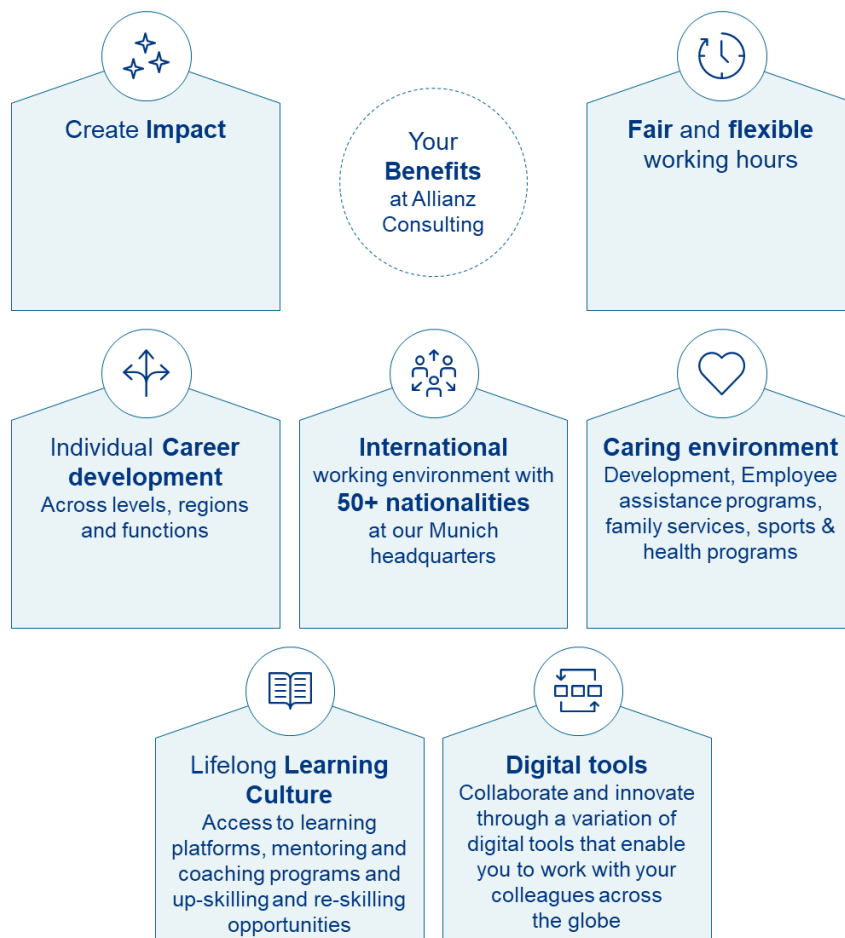 Create Impact
Your
Benefits
at Allianz
Consulting
Fair and flexible
working hours
Individual Career
development
Across levels, regions
and functions
International
working environment with
50+ nationalities
at our Munich
headquarters
Caring environment
Development, Employee
assistance programs,
family services, sports &
health programs
Lifelong Learning
Culture
Access to learning
platforms, mentoring and
coaching programs and
up-skilling and re-skilling
opportunities
Digital tools
Collaborate and innovate
through a variation of
digital tools that enable
you to work with your
colleagues across
the globe